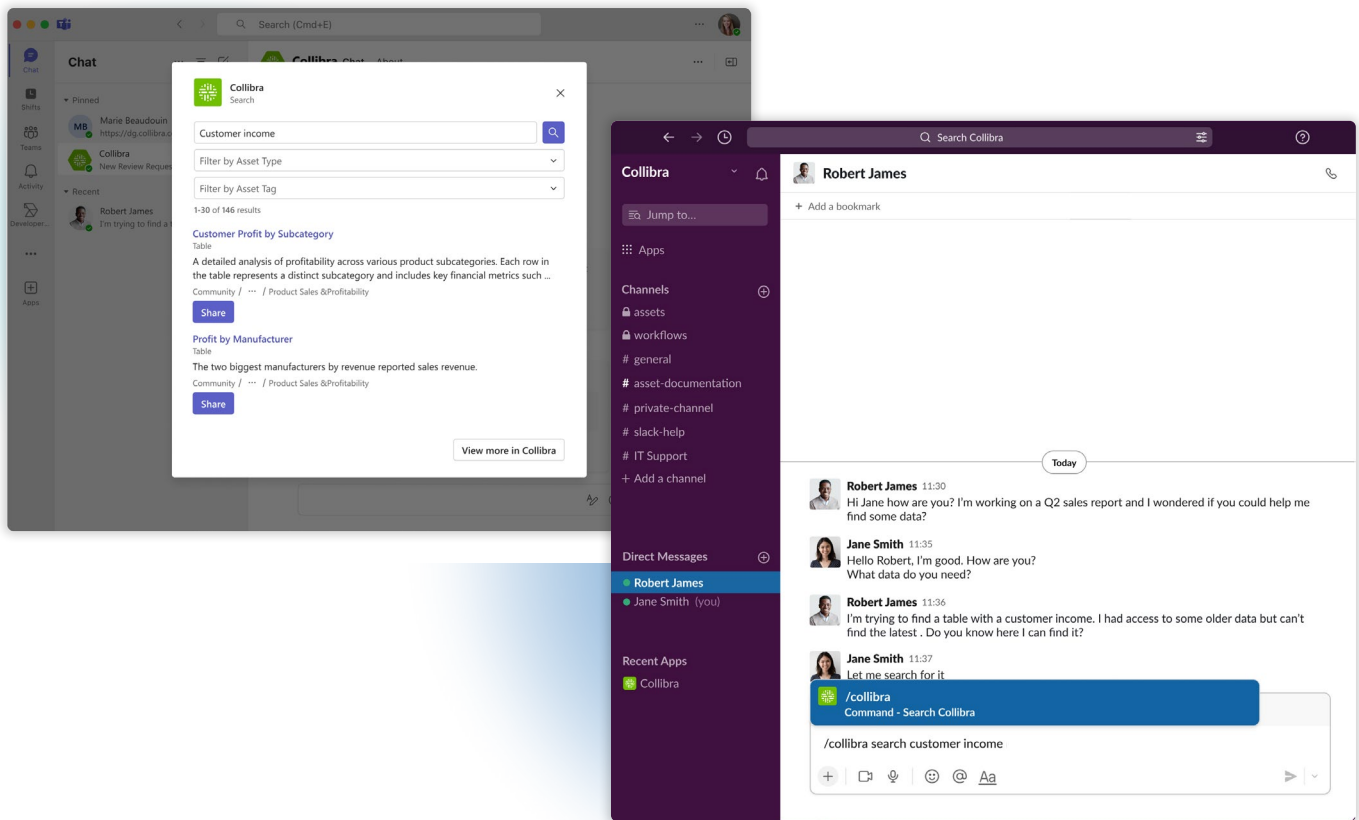 Search (Cmd+E)
Chat
Chat
Shifts
Teams
Activity
Developer...
Apps
Pinned
Marie Beaudouin
MB
https://dg.collibra.c
Collibra
New Review Reques
Recent
Robert James
I'm trying to find a t
Collibra Chat About
Collibra
Search
Customer income
Filter by Asset Type
Filter by Asset Tag
1-30 of 146 results
Customer Profit by Subcategory
Table
A detailed analysis of profitability across various product subcategories. Each row in
the table represents a distinct subcategory and includes key financial metrics such ...
Community / ··· / Product Sales &Profitability
Share
Profit by Manufacturer
Table
The two biggest manufacturers by revenue reported sales revenue.
Community / ··· / Product Sales &Profitability
Share
View more in Collibra
Search Collibra
Collibra
Jump to...
Apps
Channels
assets
workflows
# general
# asset-documentation
# private-channel
# slack-help
# IT Support
+ Add a channel
Direct Messages
Robert James
Jane Smith (you)
Recent Apps
Collibra
Robert James
+ Add a bookmark
Today
Robert James 11:30
Hi Jane how are you? I'm working on a Q2 sales report and I wondered if you could help me
find some data?
Jane Smith 11:35
Hello Robert, I'm good. How are you?
What data do you need?
Robert James 11:36
I'm trying to find a table with a customer income. I had access to some older data but can't
find the latest . Do you know here I can find it?
Jane Smith 11:37
Let me search for it
/collibra
Command - Search Collibra
/collibra search customer income
Aa